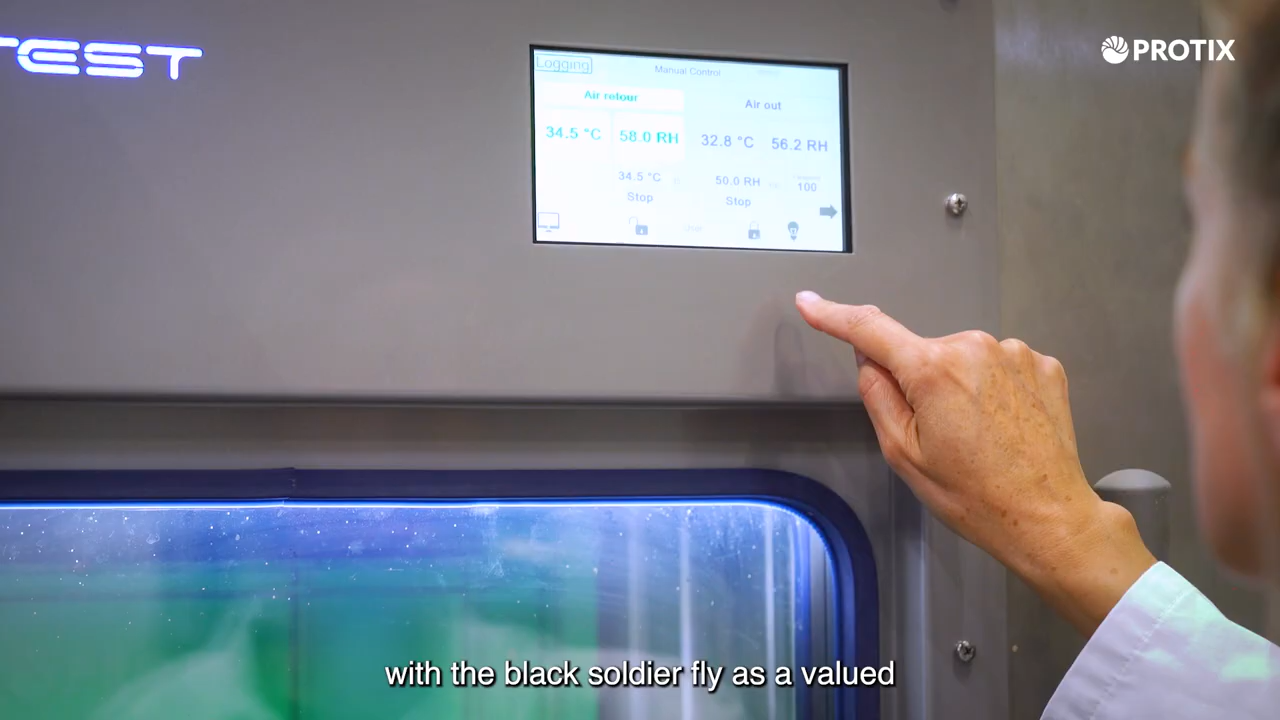 TEST
PROTIX
Logging
Manual Control
Air retour
Air out
34.5 °C
58.0 RH
32.8 °C
56.2 RH
34.5 °C
50.0 RH
100
Stop
Stop
with the black soldier fly as a valued